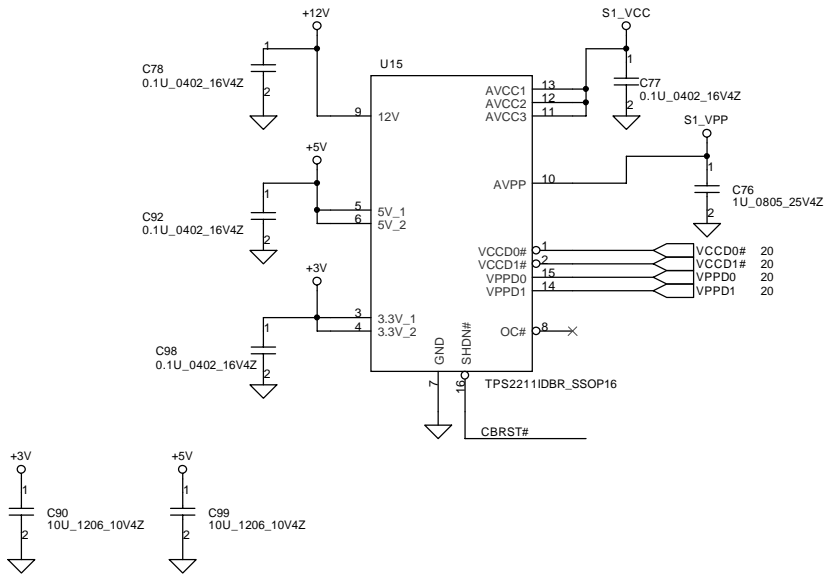 +12V
S1_VCC
1
C78
0.1U_0402_16V4Z
2
U15
1
C77
0.1U_0402_16V4Z
2
9 12V
AVCC1 13
AVCC2 12
AVCC3 11
S1_VPP
+5V
AVPP 10
1
C76
1U_0805_25V4Z
2
1
C92
0.1U_0402_16V4Z
2
5 5V_1
6 5V_2
VCCD0# 1 VCCD0# 20
VCCD1# 2 VCCD1# 20
VPPD0 15 VPPD0 20
VPPD1 14 VPPD1 20
+3V
3 3.3V_1
4 3.3V_2
OC# 8
1
C98
0.1U_0402_16V4Z
2
GND
SHDN#
7
16
TPS2211IDBR_SSOP16
CBRST#
+3V
+5V
1
C90
10U_1206_10V4Z
2
1
C99
10U_1206_10V4Z
2